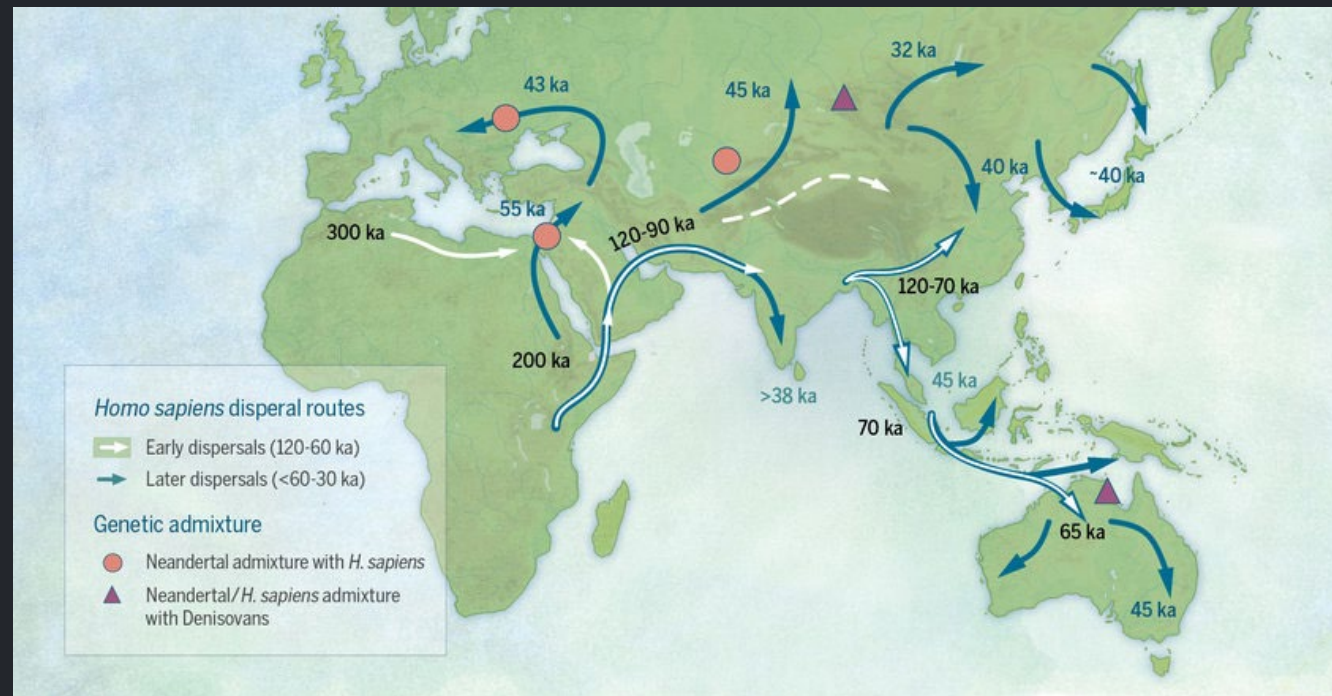 32 ka
43 ka
45 ka
40 ka
~40 ka
55 ka
300 ka
120-90 ka
120-70 ka
200 ka
>38 ka
45 ka
70 ka
65 ka
45 ka
Homo sapiens disperal routes
Early dispersals (120-60 ka)
Later dispersals (<60-30 ka)
Genetic admixture
Neandertal admixture with H. sapiens
Neandertal/H. sapiens admixture
with Denisovans